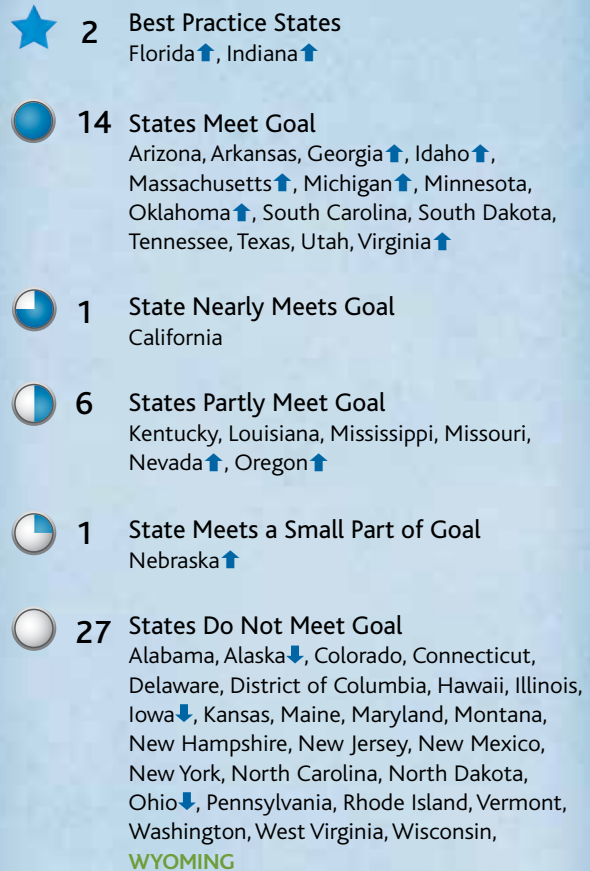 2 Best Practice States
Florida⬆, Indiana⬆
14 States Meet Goal
Arizona, Arkansas, Georgia⬆, Idaho⬆,
Massachusetts⬆, Michigan⬆, Minnesota,
Oklahoma⬆, South Carolina, South Dakota,
Tennessee, Texas, Utah, Virginia⬆
1 State Nearly Meets Goal
California
6 States Partly Meet Goal
Kentucky, Louisiana, Mississippi, Missouri,
Nevada⬆, Oregon⬆
1 State Meets a Small Part of Goal
Nebraska⬆
27 States Do Not Meet Goal
Alabama, Alaska⬇, Colorado, Connecticut,
Delaware, District of Columbia, Hawaii, Illinois,
Iowa⬇, Kansas, Maine, Maryland, Montana,
New Hampshire, New Jersey, New Mexico,
New York, North Carolina, North Dakota,
Ohio⬇, Pennsylvania, Rhode Island, Vermont,
Washington, West Virginia, Wisconsin,
WYOMING